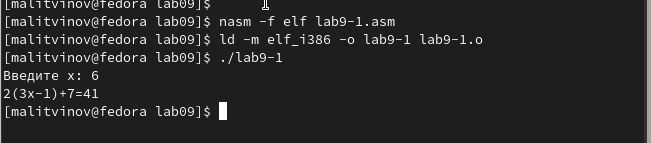 [malitvinov@fedora lab09]$
[malitvinov@fedora lab09]$ nasm -f elf lab9-1.asm
[malitvinov@fedora lab09]$ ld -m elf_i386 -o lab9-1 lab9-1.o
[malitvinov@fedora lab09]$ ./lab9-1
Введите x: 6
2(3x-1)+7=41
[malitvinov@fedora lab09]$